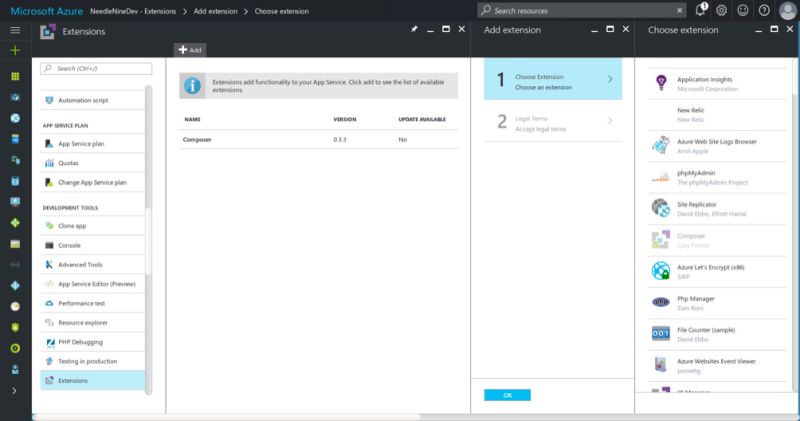 Microsoft Azure
NeedleNineDev - Extensions > Add extension > Choose extension
Search resources
1
Extensions
Search (Ctrl+/)
Automation script
APP SERVICE PLAN
App Service plan
Quotas
Change App Service plan
DEVELOPMENT TOOLS
Clone app
Console
Advanced Tools
App Service Editor (Preview)
Performance test
Resource explorer
PHP Debugging
Testing in production
Extensions
Add
Extensions add functionality to your App Service. Click add to see the list of available
extensions.
NAME VERSION UPDATE AVAILABLE
Composer 0.3.3 No
Add extension
1 Choose Extension
Choose an extension
2 Legal Terms
Accept legal terms
OK
Choose extension
Application Insights
Microsoft Corporation
New Relic
New Relic
Azure Web Site Logs Browser
Amit Apple
phpMyAdmin
The phpMyAdmin Project
Site Replicator
David Ebbo, Elliott Hamai
Composer
Cory Fowler
Azure Let's Encrypt (x86)
SJKP
Php Manager
Zain Rizvi
001
File Counter (sample)
David Ebbo
Azure Websites Event Viewer
puneetg